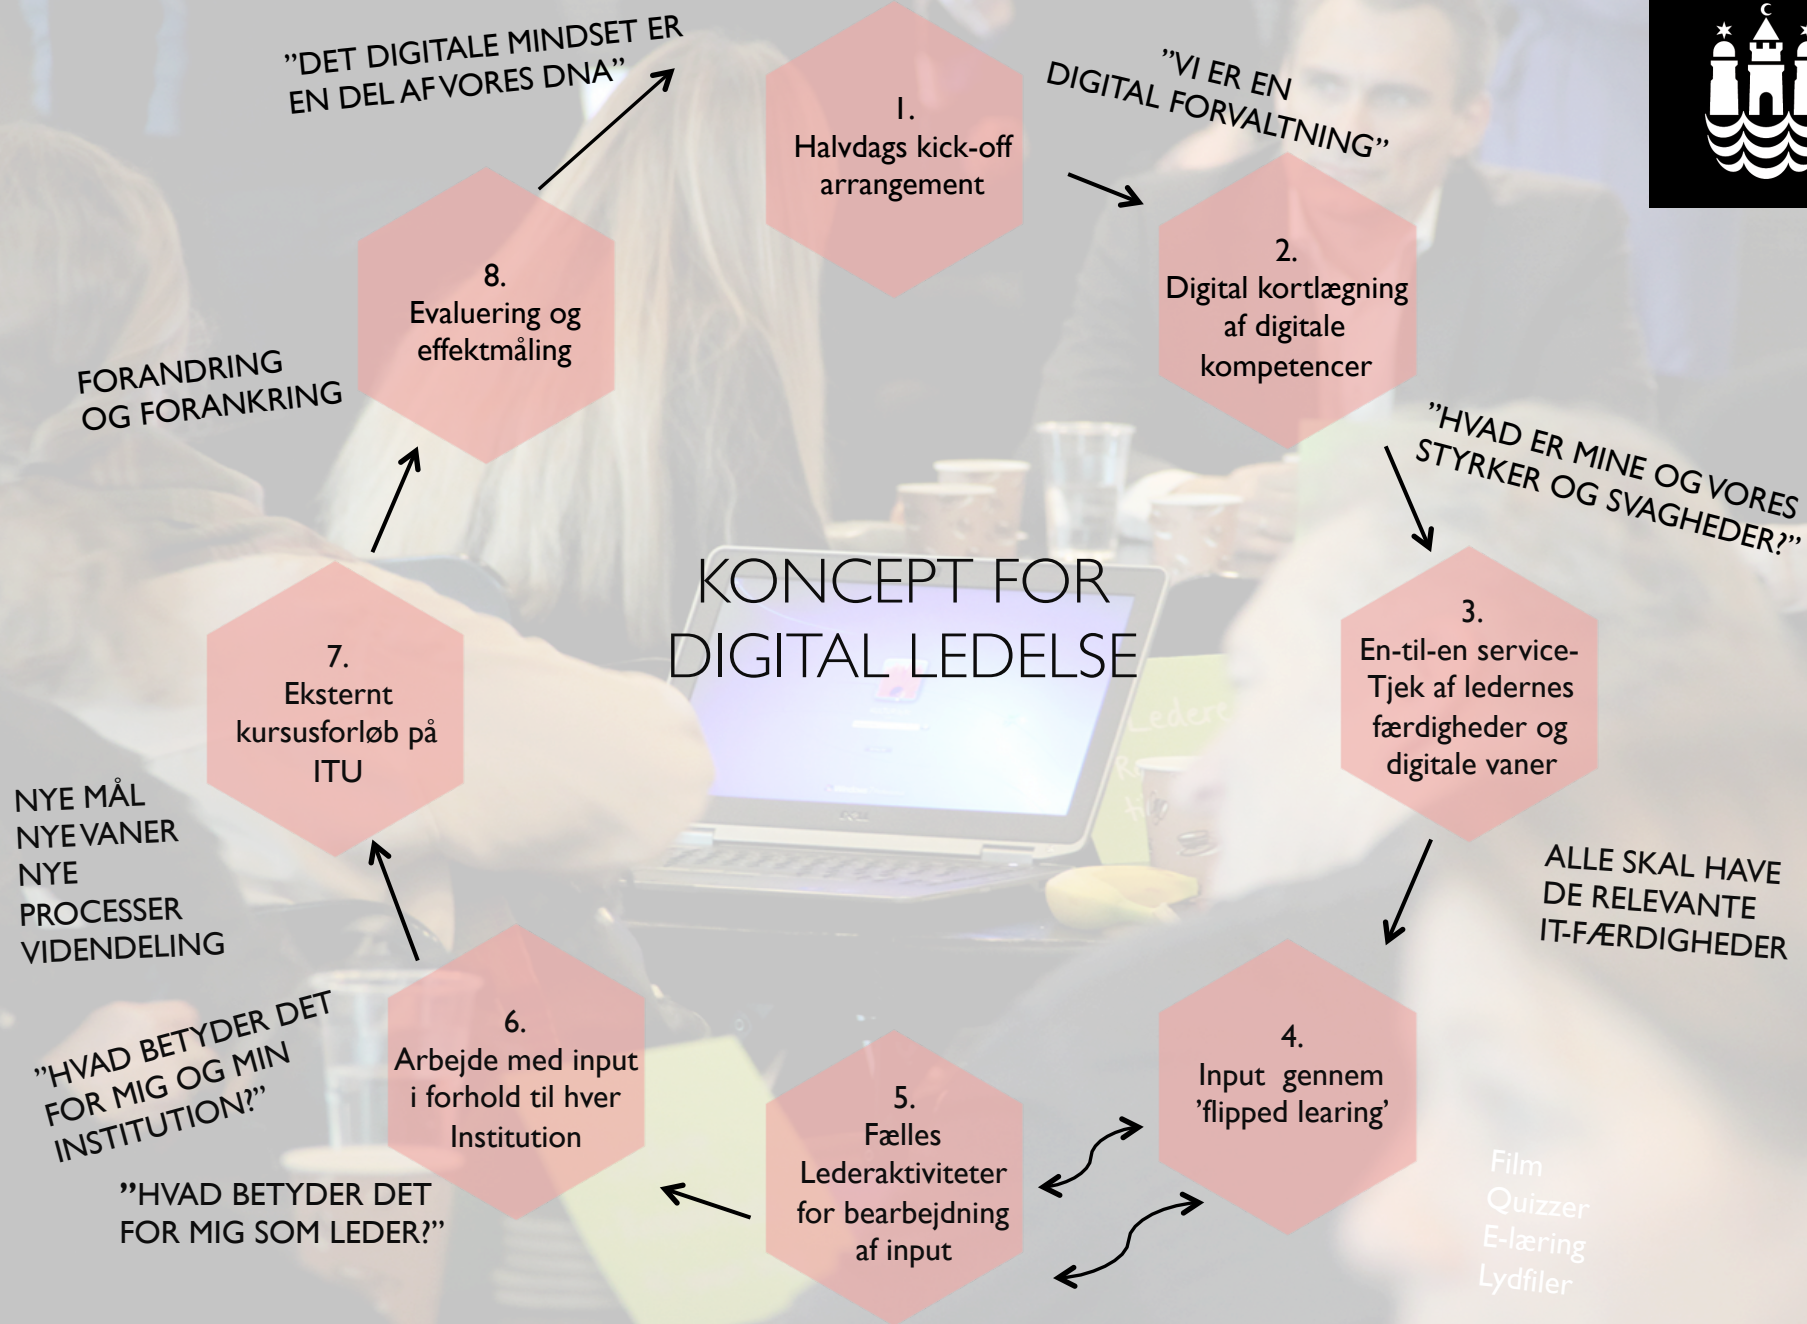 "DET DIGITALE MINDSET ER
EN DEL AF VORES DNA"
1.
Halvdags kick-off
arrangement
"VI ER EN
DIGITAL FORVALTNING"
2.
Digital kortlægning
af digitale
kompetencer
"HVAD ER MINE OG VORES
STYRKER OG SVAGHEDER?"
3.
En-til-en service-
Tjek af ledernes
færdigheder og
digitale vaner
ALLE SKAL HAVE
DE RELEVANTE
IT-FÆRDIGHEDER
4.
Input gennem
'flipped learing'
Film
Quizzer
E-læring
Lydfiler
5.
Fælles
Lederaktiviteter
for bearbejdning
af input
6.
Arbejde med input
i forhold til hver
Institution
"HVAD BETYDER DET
FOR MIG SOM LEDER?"
"HVAD BETYDER DET
FOR MIG OG MIN
INSTITUTION?"
NYE MÅL
NYE VANER
NYE
PROCESSER
VIDENDELING
7.
Eksternt
kursusforløb på
ITU
FORANDRING
OG FORANKRING
8.
Evaluering og
effektmåling
KONCEPT FOR
DIGITAL LEDELSE
Ledere
DELL